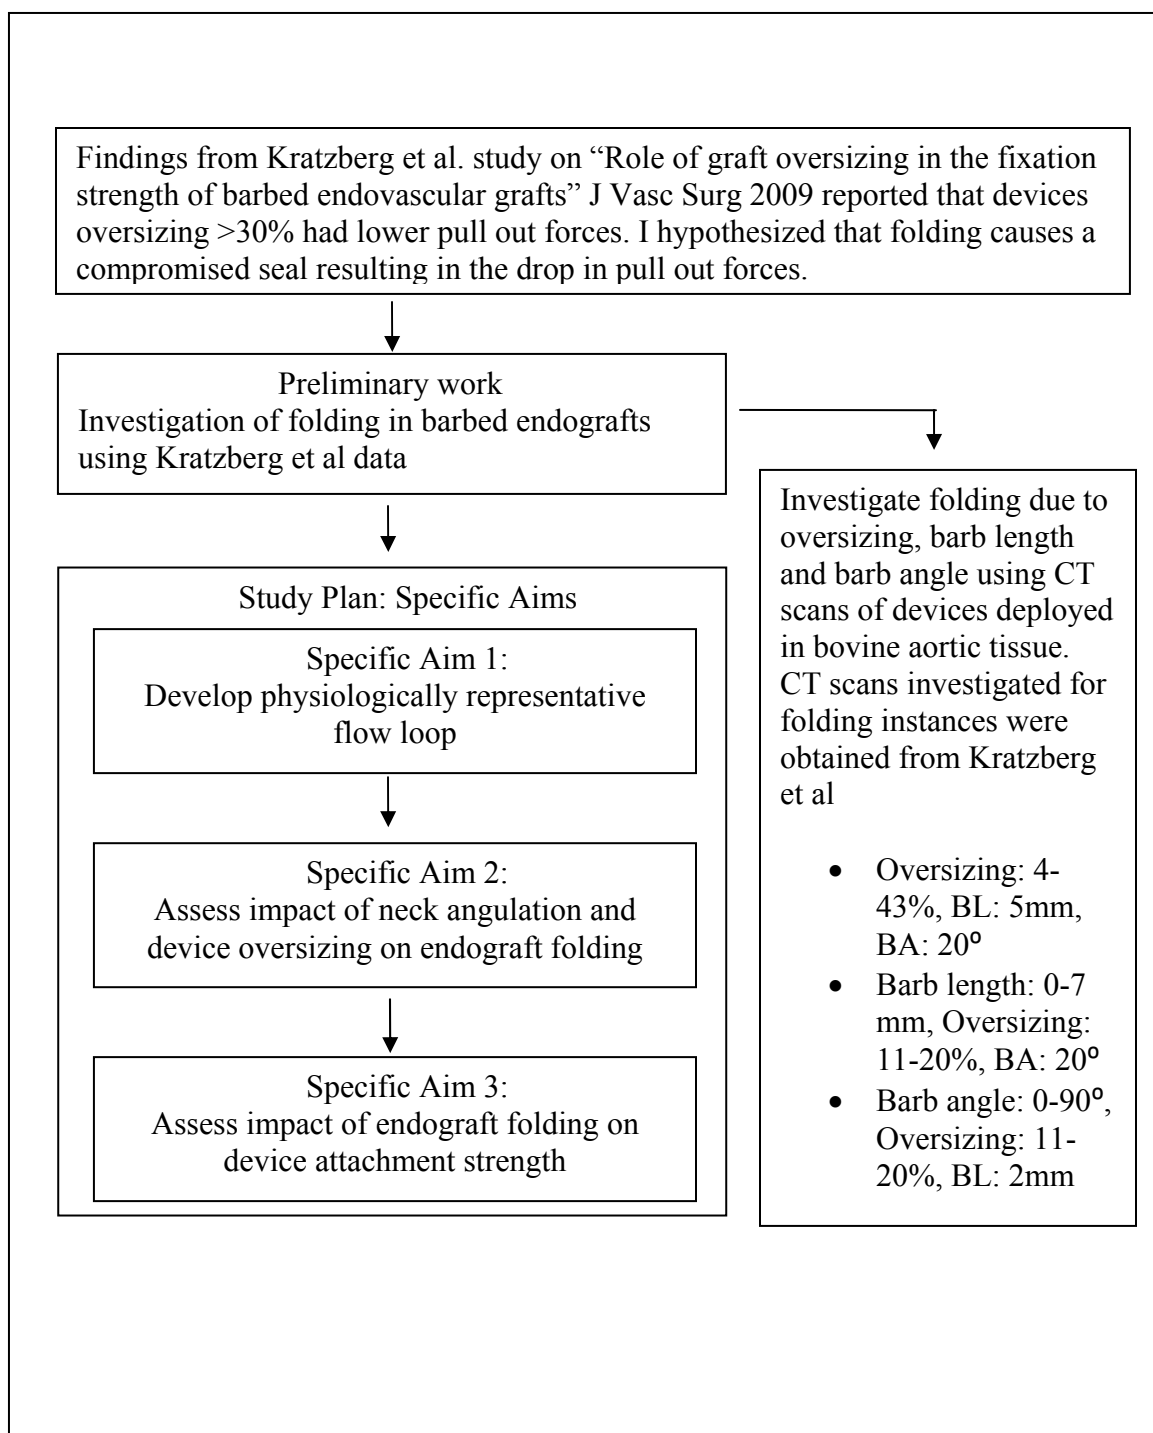 Findings from Kratzberg et al. study on “Role of graft oversizing in the fixation
strength of barbed endovascular grafts” J Vasc Surg 2009 reported that devices
oversizing >30% had lower pull out forces. I hypothesized that folding causes a
compromised seal resulting in the drop in pull out forces.
Preliminary work
Investigation of folding in barbed endografts
using Kratzberg et al data
Study Plan: Specific Aims
Specific Aim 1:
Develop physiologically representative
flow loop
Specific Aim 2:
Assess impact of neck angulation and
device oversizing on endograft folding
Specific Aim 3:
Assess impact of endograft folding on
device attachment strength
Investigate folding due to
oversizing, barb length
and barb angle using CT
scans of devices deployed
in bovine aortic tissue.
CT scans investigated for
folding instances were
obtained from Kratzberg
et al
• Oversizing: 4-
43%, BL: 5mm,
BA: 20⁰
• Barb length: 0-7
mm, Oversizing:
11-20%, BA: 20⁰
• Barb angle: 0-90⁰,
Oversizing: 11-
20%, BL: 2mm